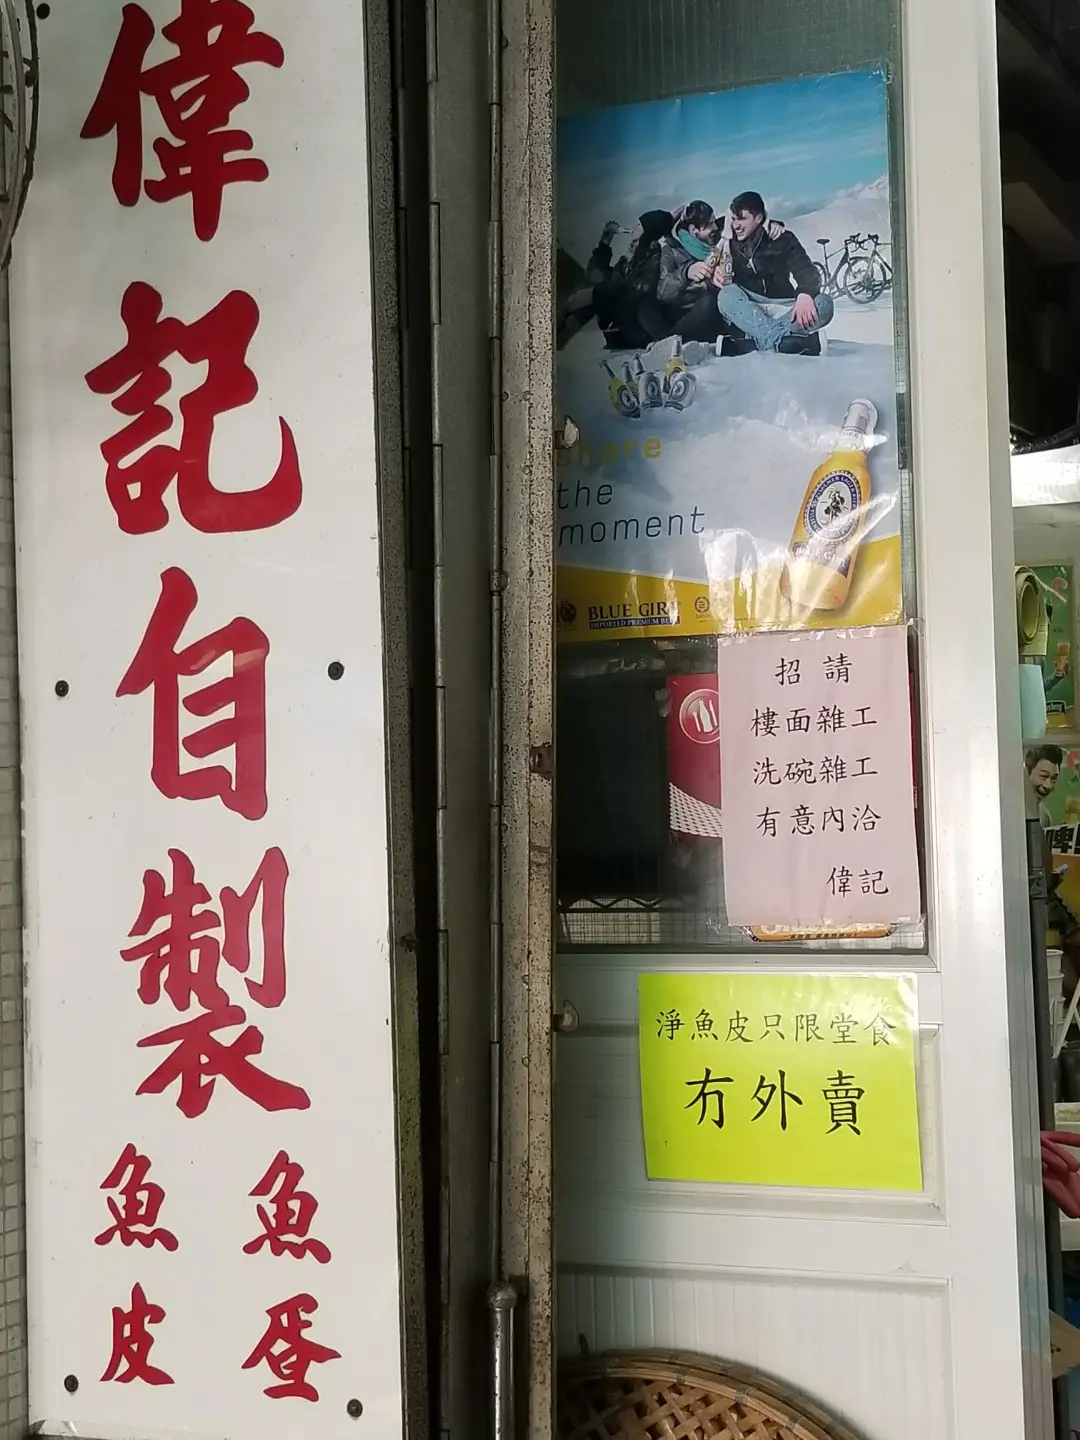 偉記自製
魚蛋
魚皮
share
the
moment
BLUE GIRL
IMPORTED PREMIUM BEER
招請
樓面雜工
洗碗雜工
有意內洽
偉記
淨魚皮只限堂食
冇外賣
啤